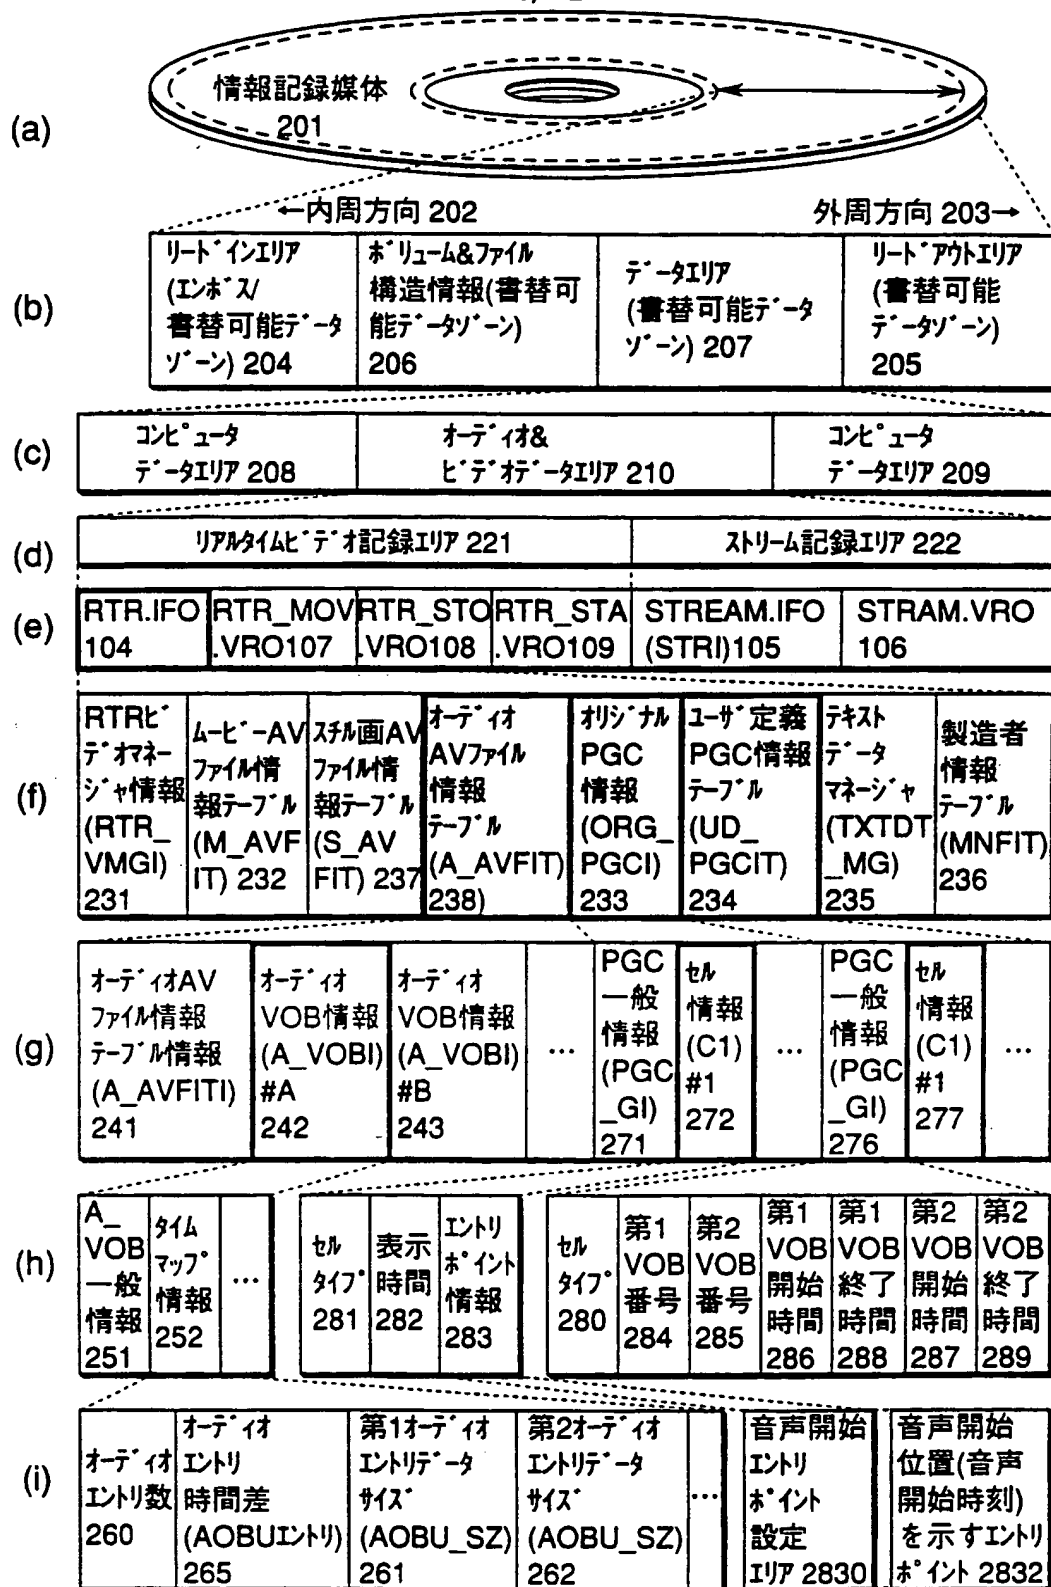 (a)
情報記録媒体
201
←内周方向 202
外周方向 203→
(b)
リードインエリア
(エンボス/
書替可能データ
ゾーン) 204
ボリューム&ファイル
構造情報(書替可
能データゾーン)
206
データエリア
(書替可能データ
ゾーン) 207
リードアウトエリア
(書替可能
データゾーン)
205
(c)
コンピュータ
データエリア 208
オーディオ&
ビデオデータエリア 210
コンピュータ
データエリア 209
(d)
リアルタイムビデオ記録エリア 221
ストリーム記録エリア 222
(e)
RTR.IFO
104
RTR_MOV
.VRO107
RTR_STO
.VRO108
RTR_STA
.VRO109
STREAM.IFO
(STRI)105
STRAM.VRO
106
(f)
RTRビ
デオマネー
ジャ情報
(RTR_
VMGI)
231
ムービーAV
ファイル情
報テーブル
(M_AVF
IT) 232
スチル画AV
ファイル情
報テーブル
(S_AV
FIT) 237
オーディオ
AVファイル
情報
テーブル
(A_AVFIT)
238)
オリジナル
PGC
情報
(ORG_
PGCI)
233
ユーザ定義
PGC情報
テーブル
(UD_
PGCIT)
234
テキスト
データ
マネージャ
(TXTDT
_MG)
235
製造者
情報
テーブル
(MNFIT)
236
(g)
オーディオAV
ファイル情報
テーブル情報
(A_AVFITI)
241
オーディオ
VOB情報
(A_VOBI)
#A
242
オーディオ
VOB情報
(A_VOBI)
#B
243
…
PGC
一般
情報
(PGC
_GI)
271
セル
情報
(C1)
#1
272
…
PGC
一般
情報
(PGC
_GI)
276
セル
情報
(C1)
#1
277
…
(h)
A_
VOB
一般
情報
251
タイム
マップ
情報
252
…
セル
タイプ
281
表示
時間
282
エントリ
ポイント
情報
283
セル
タイプ
280
第1
VOB
番号
284
第2
VOB
番号
285
第1
VOB
開始
時間
286
第1
VOB
終了
時間
288
第2
VOB
開始
時間
287
第2
VOB
終了
時間
289
(i)
オーディオ
エントリ数
260
オーディオ
エントリ
時間差
(AOBUエントリ)
265
第1オーディオ
エントリデータ
サイズ
(AOBU_SZ)
261
第2オーディオ
エントリデータ
サイズ
(AOBU_SZ)
262
…
音声開始
エントリ
ポイント
設定
エリア 2830
音声開始
位置(音声
開始時刻)
を示すエントリ
ポイント 2832